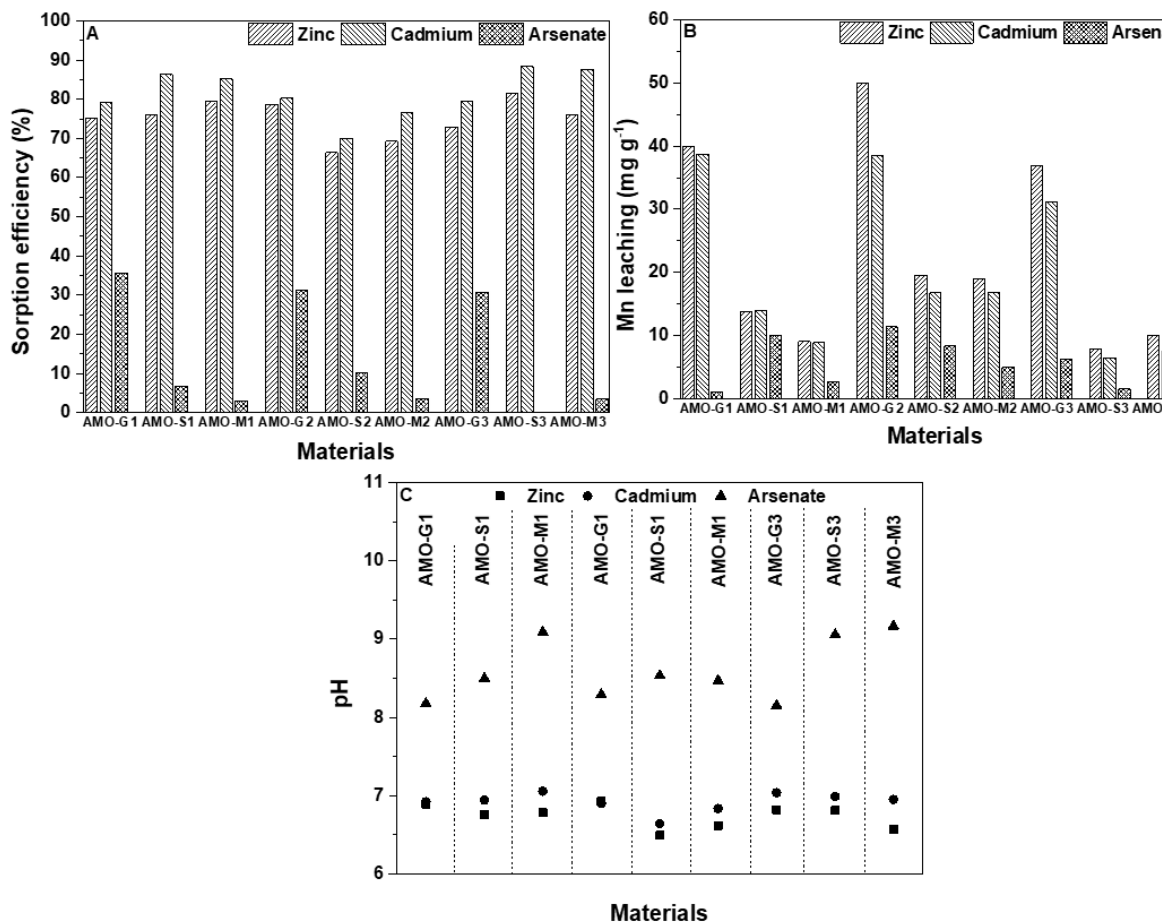 A
Zinc Cadmium Arsenate
100
90
80
70
60
50
40
30
20
10
0
Sorption efficiency (%)
AMO-G1 AMO-S1 AMO-M1 AMO-G2 AMO-S2 AMO-M2 AMO-G3 AMO-S3 AMO-M3
Materials
B
Zinc Cadmium Arsen
60
50
40
30
20
10
0
Mn leaching (mg g-1)
AMO-G1 AMO-S1 AMO-M1 AMO-G2 AMO-S2 AMO-M2 AMO-G3 AMO-S3 AMO
Materials
C
Zinc Cadmium Arsenate
11
10
9
8
7
6
pH
AMO-G1
AMO-S1
AMO-M1
AMO-G1
AMO-S1
AMO-M1
AMO-G3
AMO-S3
AMO-M3
Materials